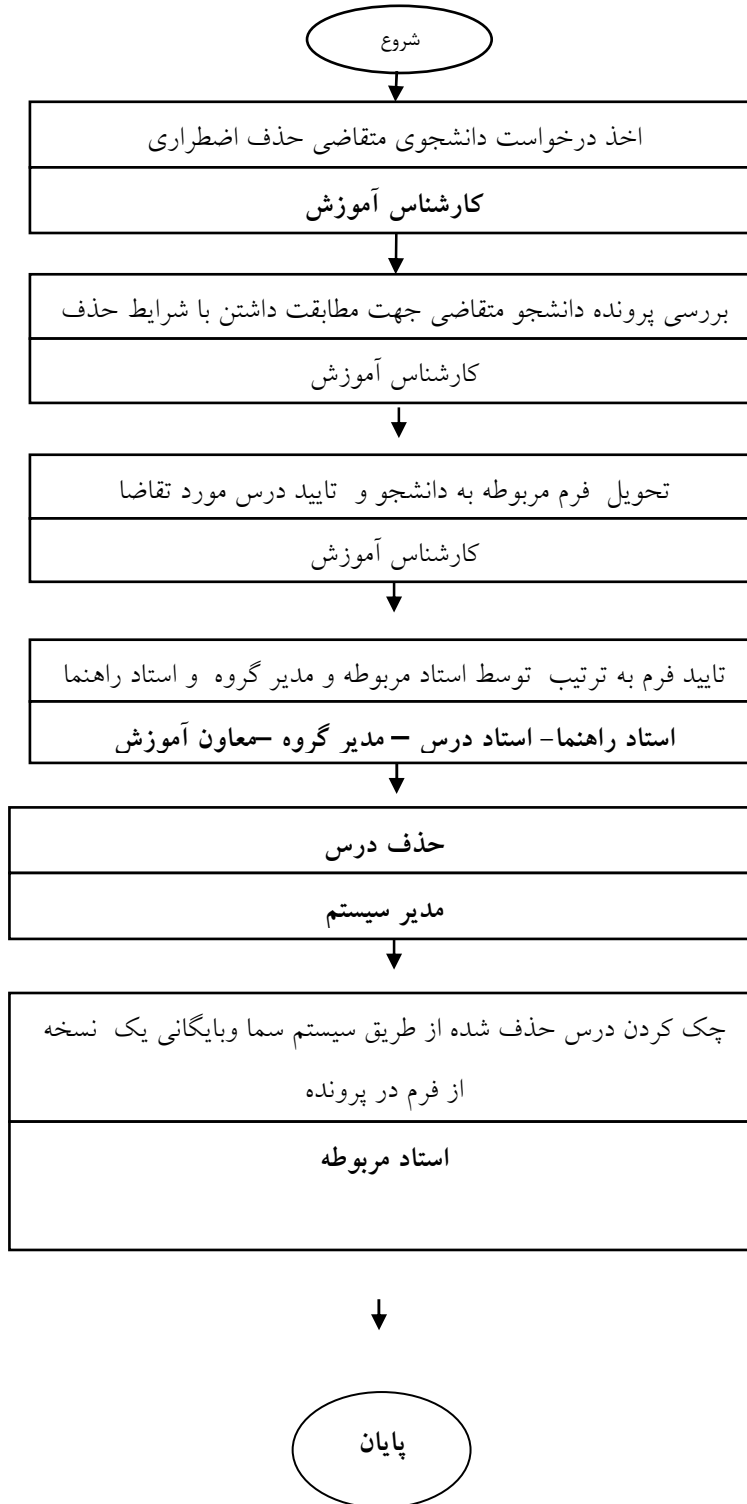 شروع
اخذ درخواست دانشجوی متقاضی حذف اضطراری
کارشناس آموزش
بررسی پرونده دانشجو متقاضی جهت مطابقت داشتن با شرایط حذف
کارشناس آموزش
تحویل فرم مربوطه به دانشجو و تایید درس مورد تقاضا
کارشناس آموزش
تایید فرم به ترتیب توسط استاد مربوطه و مدیر گروه و استاد راهنما
استاد راهنما- استاد درس – مدیر گروه –معاون آموزش
حذف درس
مدیر سیستم
چک کردن درس حذف شده از طریق سیستم سما وبایگانی یک نسخه
از فرم در پرونده
استاد مربوطه
پایان